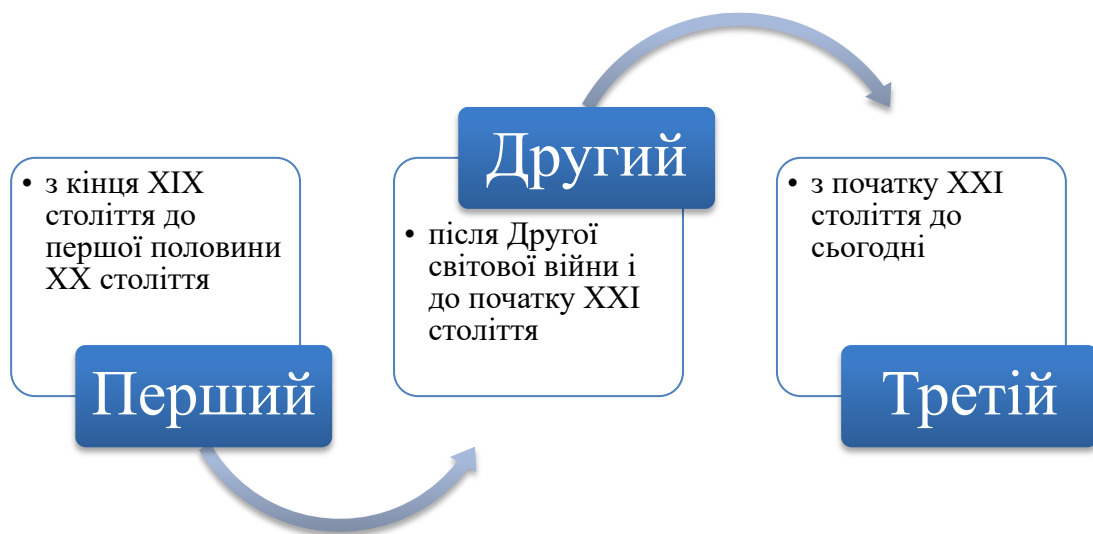 • з кінця XIX
століття до
першої половини
XX століття
Перший
Другий
• після Другої
світової війни і
до початку XXI
століття
• з початку XXI
століття до
сьогодні
Третій